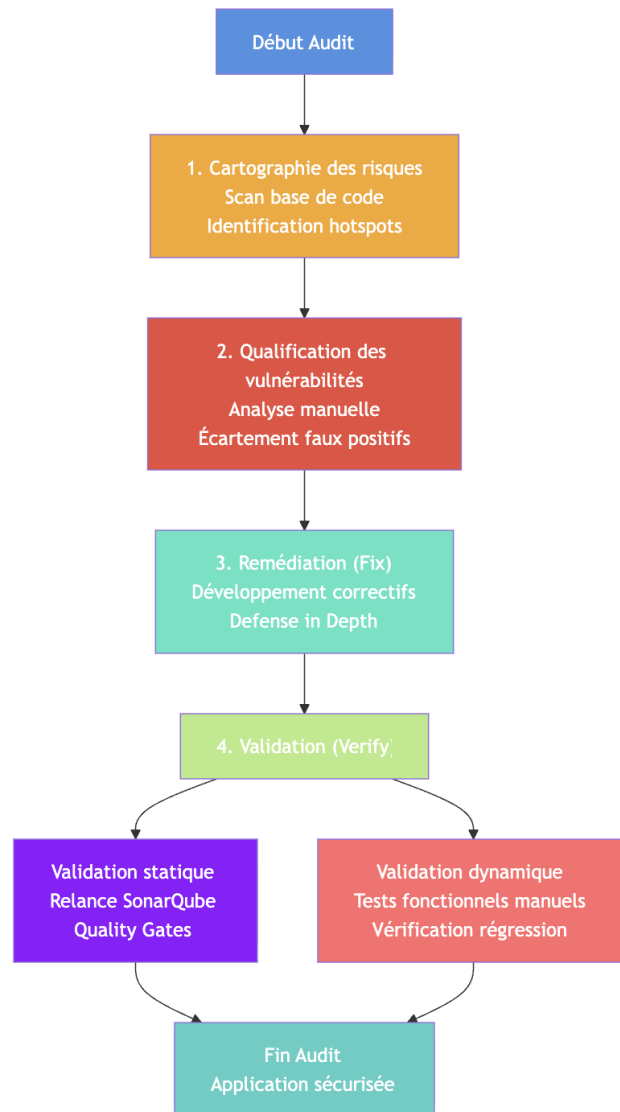 Début Audit
1. Cartographie des risques
Scan base de code
Identification hotspots
2. Qualification des
vulnérabilités
Analyse manuelle
Écartement faux positifs
3. Remédiation (Fix)
Développement correctifs
Defense in Depth
4. Validation (Verify)
Validation statique
Relance SonarQube
Quality Gates
Validation dynamique
Tests fonctionnels manuels
Vérification régression
Fin Audit
Application sécurisée